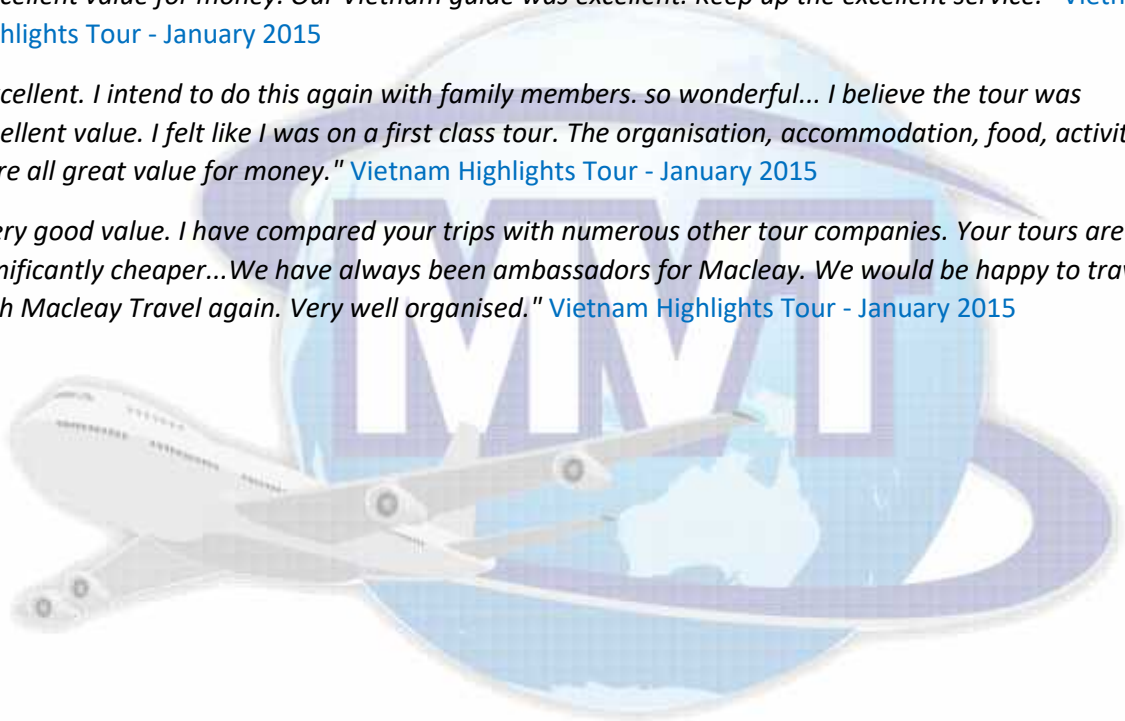 cellent value for money. Our Vietnam guide was excellent. Keep up the excellent service." Vietn
hlights Tour - January 2015
cellent. I intend to do this again with family members. so wonderful... I believe the tour was
ellent value. I felt like I was on a first class tour. The organisation, accommodation, food, activit
re all great value for money." Vietnam Highlights Tour - January 2015
ery good value. I have compared your trips with numerous other tour companies. Your tours are
nificantly cheaper...We have always been ambassadors for Macleay. We would be happy to trav
h Macleay Travel again. Very well organised." Vietnam Highlights Tour - January 2015
MVT